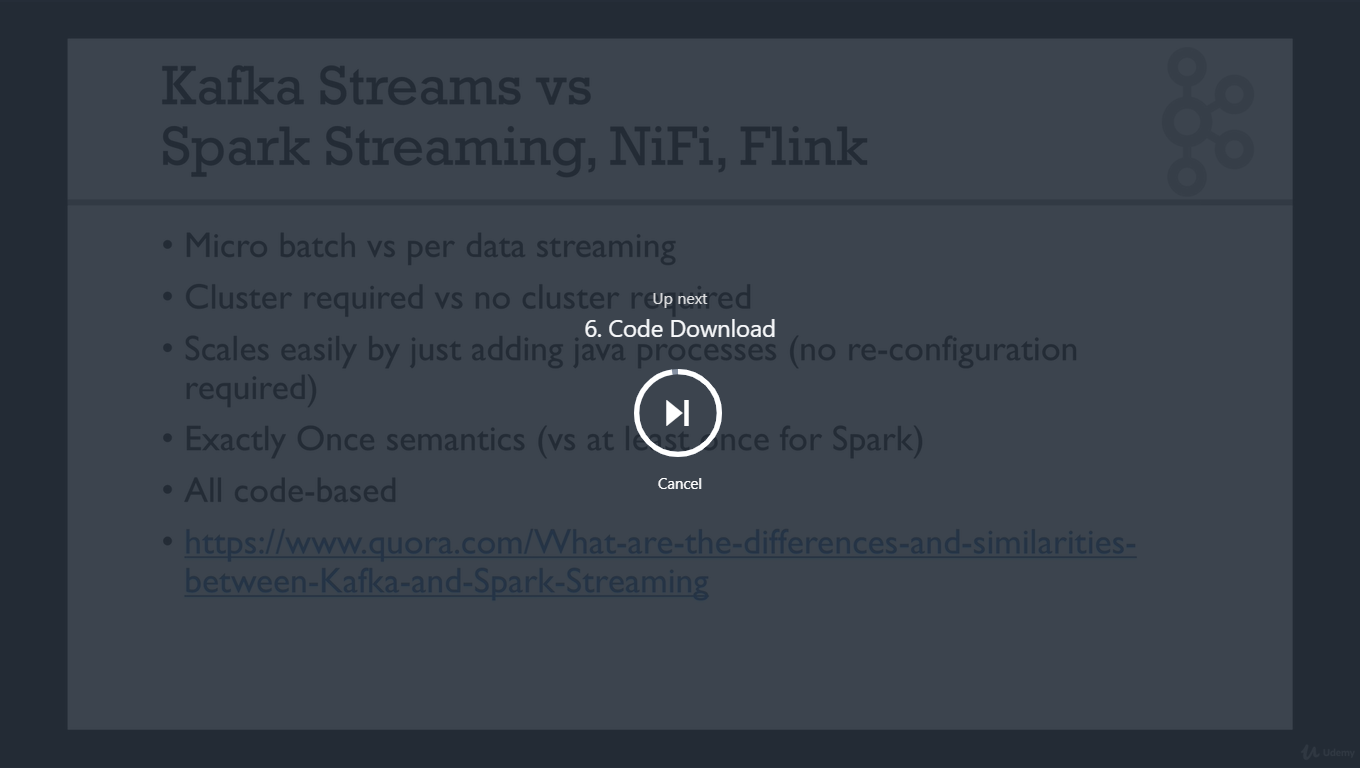 Kafka Streams vs
Spark Streaming, NiFi, Flink
• Micro batch vs per data streaming
• Cluster required vs no cluster required
Up next
6. Code Download
• Scales easily by just adding java processes (no re-configuration
required)
• Exactly Once semantics (vs at least once for Spark)
Cancel
• All code-based
• https://www.quora.com/What-are-the-differences-and-similarities-
between-Kafka-and-Spark-Streaming
Udemy